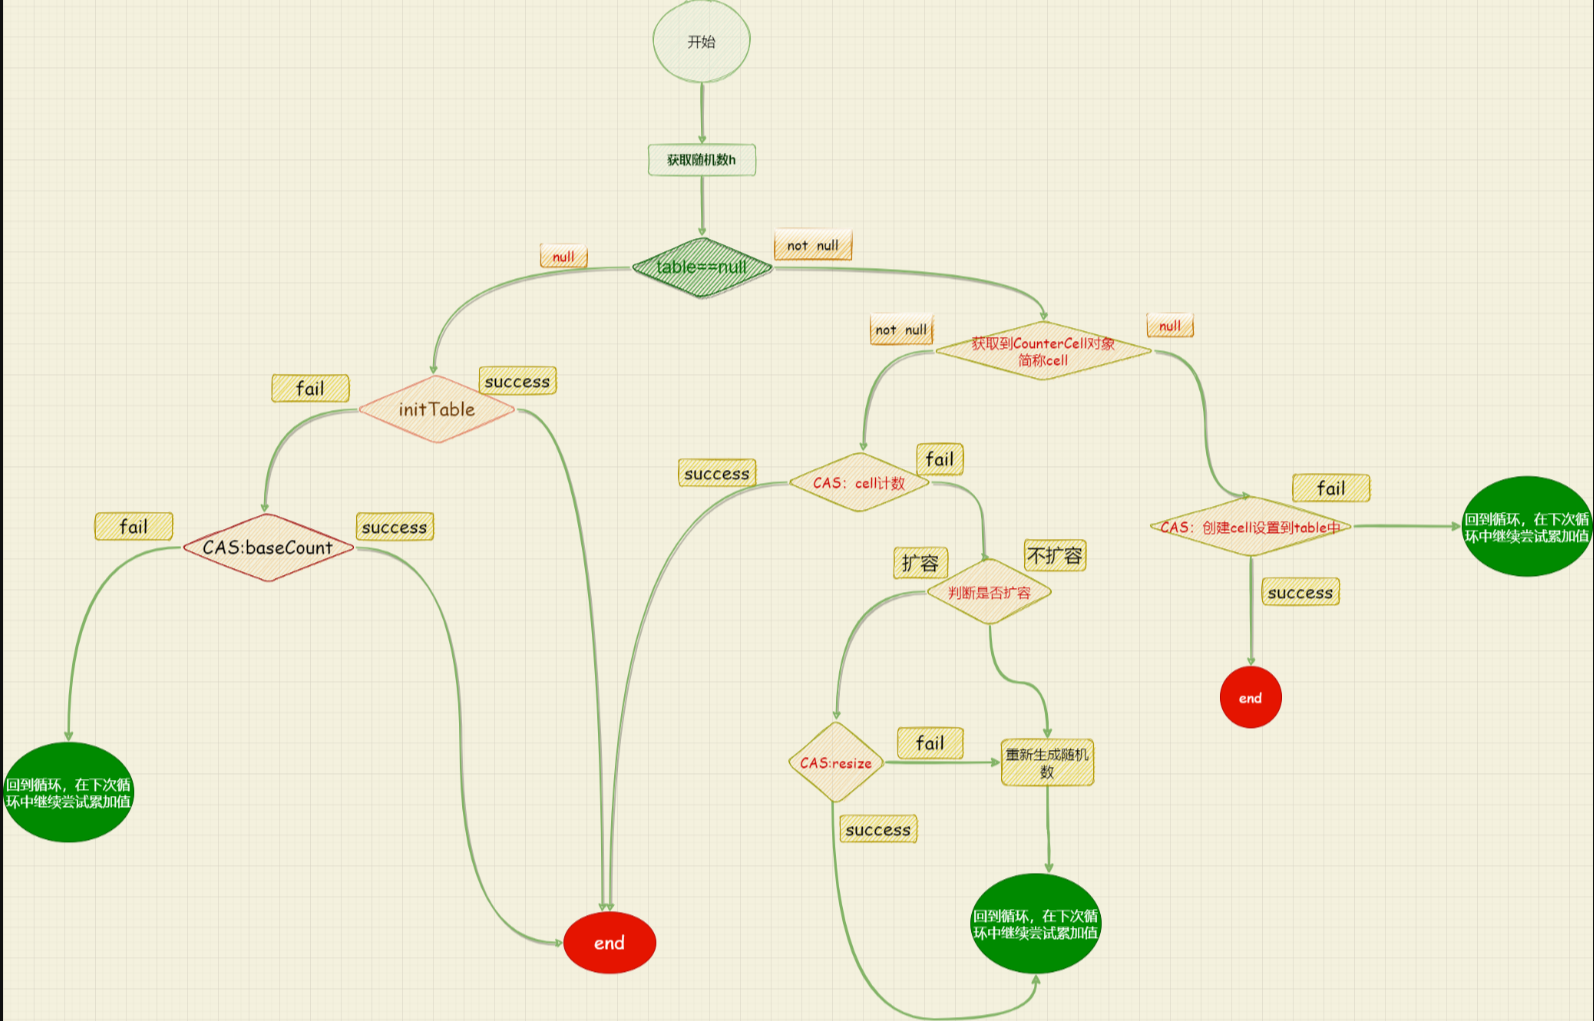 开始
获取随机数h
null
table==null
not null
not null
获取到CounterCell对象
简称cell
null
fail
initTable
success
success
CAS：cell计数
fail
fail
CAS：创建cell设置到table中
回到循环，在下次循
环中继续尝试累加值
fail
CAS:baseCount
success
扩容
不扩容
判断是否扩容
success
end
回到循环，在下次循
环中继续尝试累加值
CAS:resize
fail
重新生成随机
数
success
end
回到循环，在下次循
环中继续尝试累加值